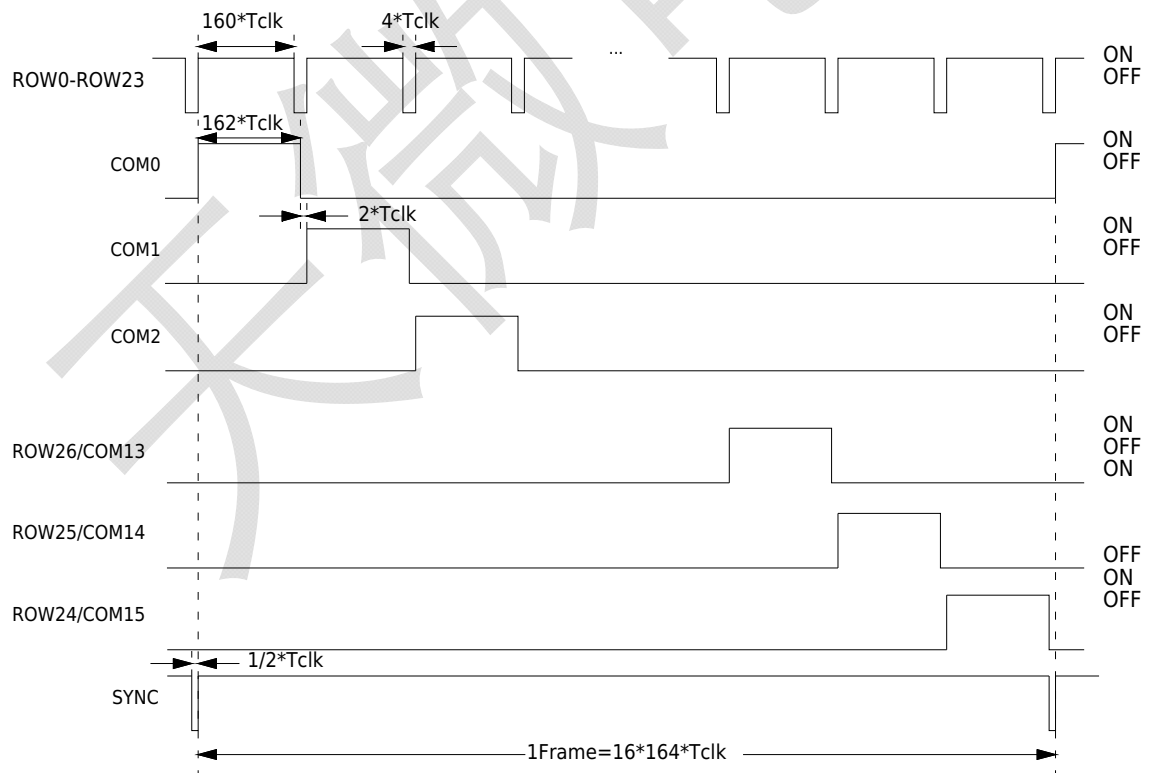 160*Tclk
4*Tclk
...
ROW0-ROW23
ON
OFF
162*Tclk
COM0
ON
OFF
2*Tclk
COM1
ON
OFF
COM2
ON
OFF
ROW26/COM13
ON
OFF
ON
ROW25/COM14
OFF
ON
OFF
ROW24/COM15
1/2*Tclk
SYNC
1Frame=16*164*Tclk
天微